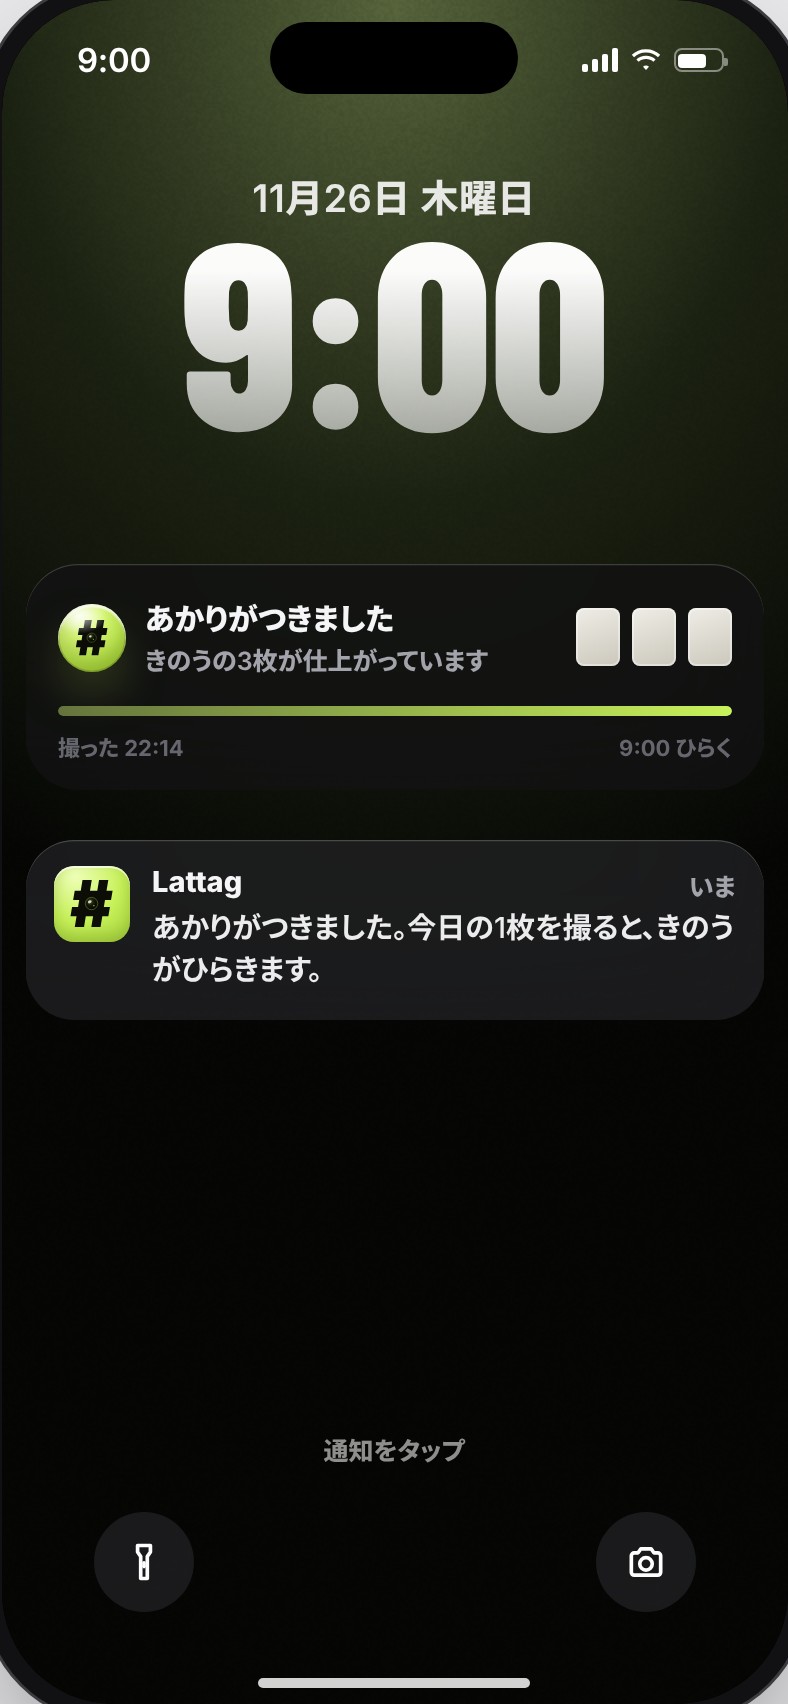 9:00
11月26日 木曜日
9:00
#
あかりがつきました
きのうの3枚が仕上がっています
撮った 22:14
9:00 ひらく
#
Lattag
いま
あかりがつきました。今日の1枚を撮ると、きのう
がひらきます。
通知をタップ